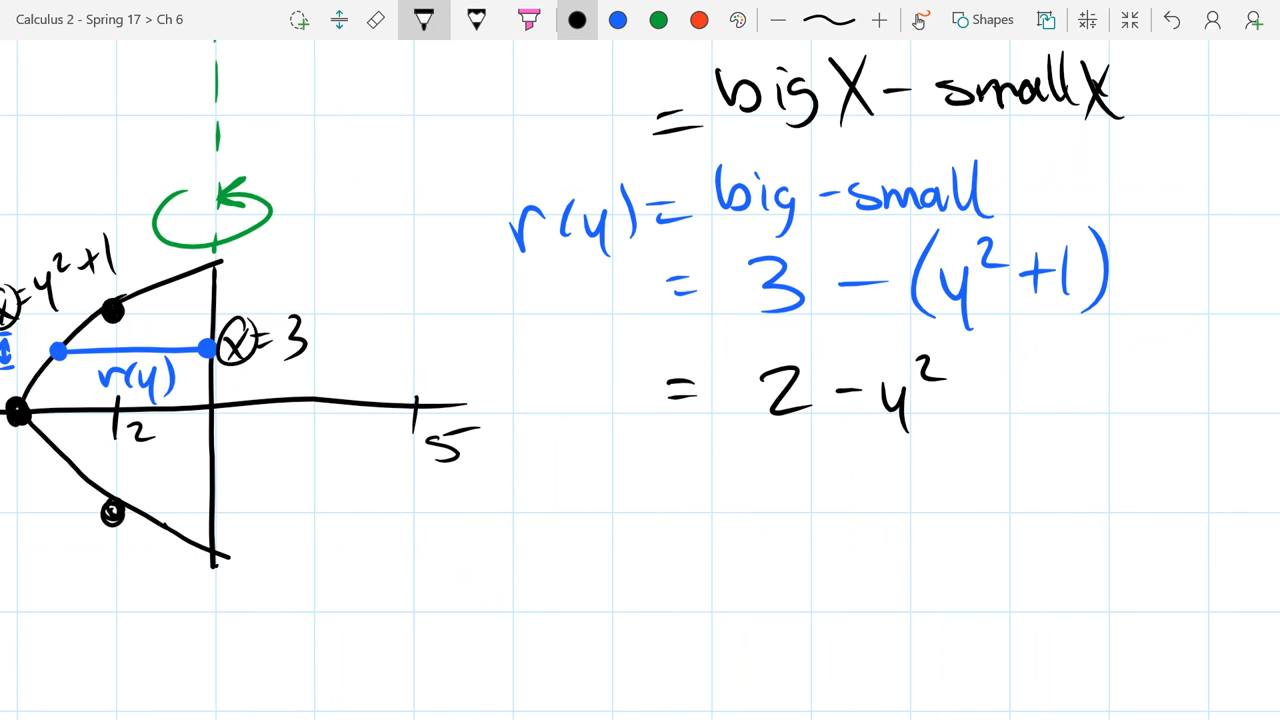 Calculus 2 - Spring 17 > Ch 6
Shapes
= big X - small X
r(y) = big - small
= 3 - (y² + 1)
= 2 - y²
x = y² + 1
x = 3
r(y)
2
5